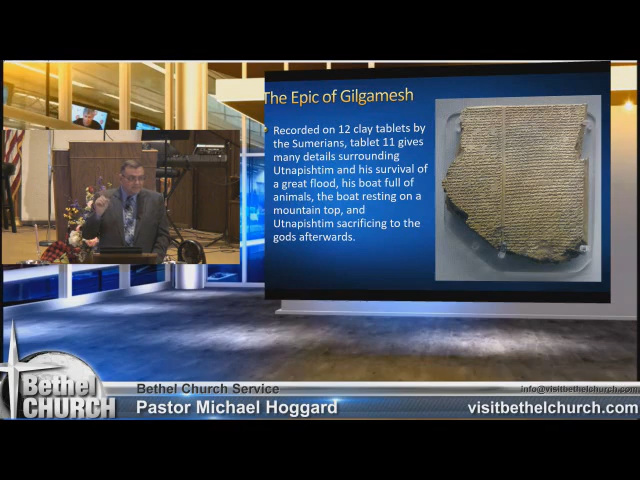 The Epic of Gilgamesh
Recorded on 12 clay tablets by
the Sumerians, tablet 11 gives
many details surrounding
Utnapishtim and his survival of
a great flood, his boat full of
animals, the boat resting on a
mountain top, and
Utnapishtim sacrificing to the
gods afterwards.
Bethel
CHURCH
Bethel Church Service
info@visitbethelchurch.com
Pastor Michael Hoggard
visitbethelchurch.com